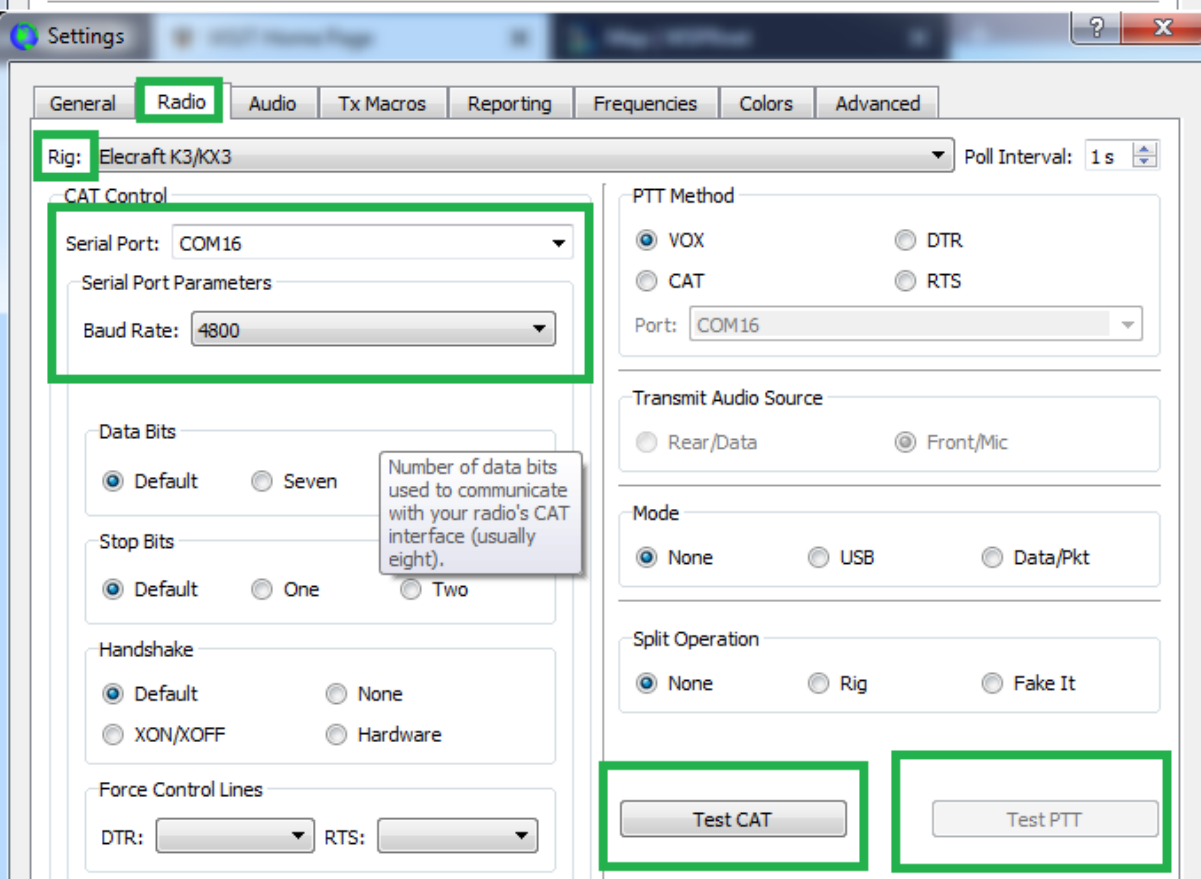 Settings
?
X
General Radio Audio Tx Macros Reporting Frequencies Colors Advanced
Rig: Elecraft K3/KX3 Poll Interval: 1 s
CAT Control
Serial Port: COM16
Serial Port Parameters
Baud Rate: 4800
Data Bits
Default Seven
Number of data bits
used to communicate
with your radio's CAT
interface (usually
eight).
Stop Bits
Default One Two
Handshake
Default None
XON/XOFF Hardware
Force Control Lines
DTR: RTS:
PTT Method
VOX DTR
CAT RTS
Port: COM16
Transmit Audio Source
Rear/Data Front/Mic
Mode
None USB Data/Pkt
Split Operation
None Rig Fake It
Test CAT Test PTT